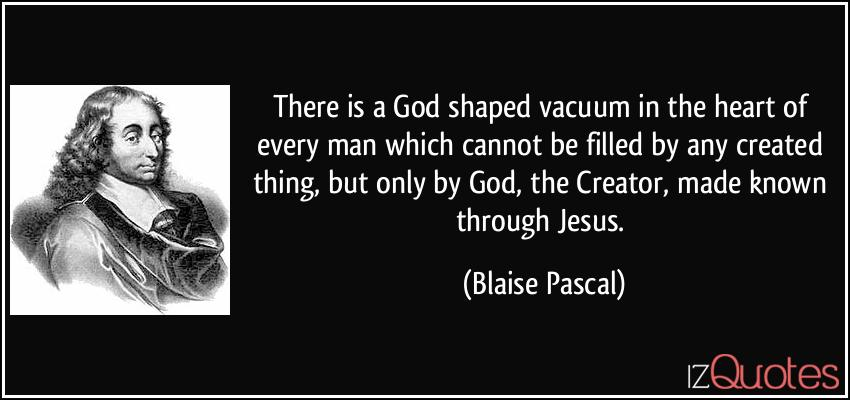 There is a God shaped vacuum in the heart of
every man which cannot be filled by any created
thing, but only by God, the Creator, made known
through Jesus.
(Blaise Pascal)
IZQuotes